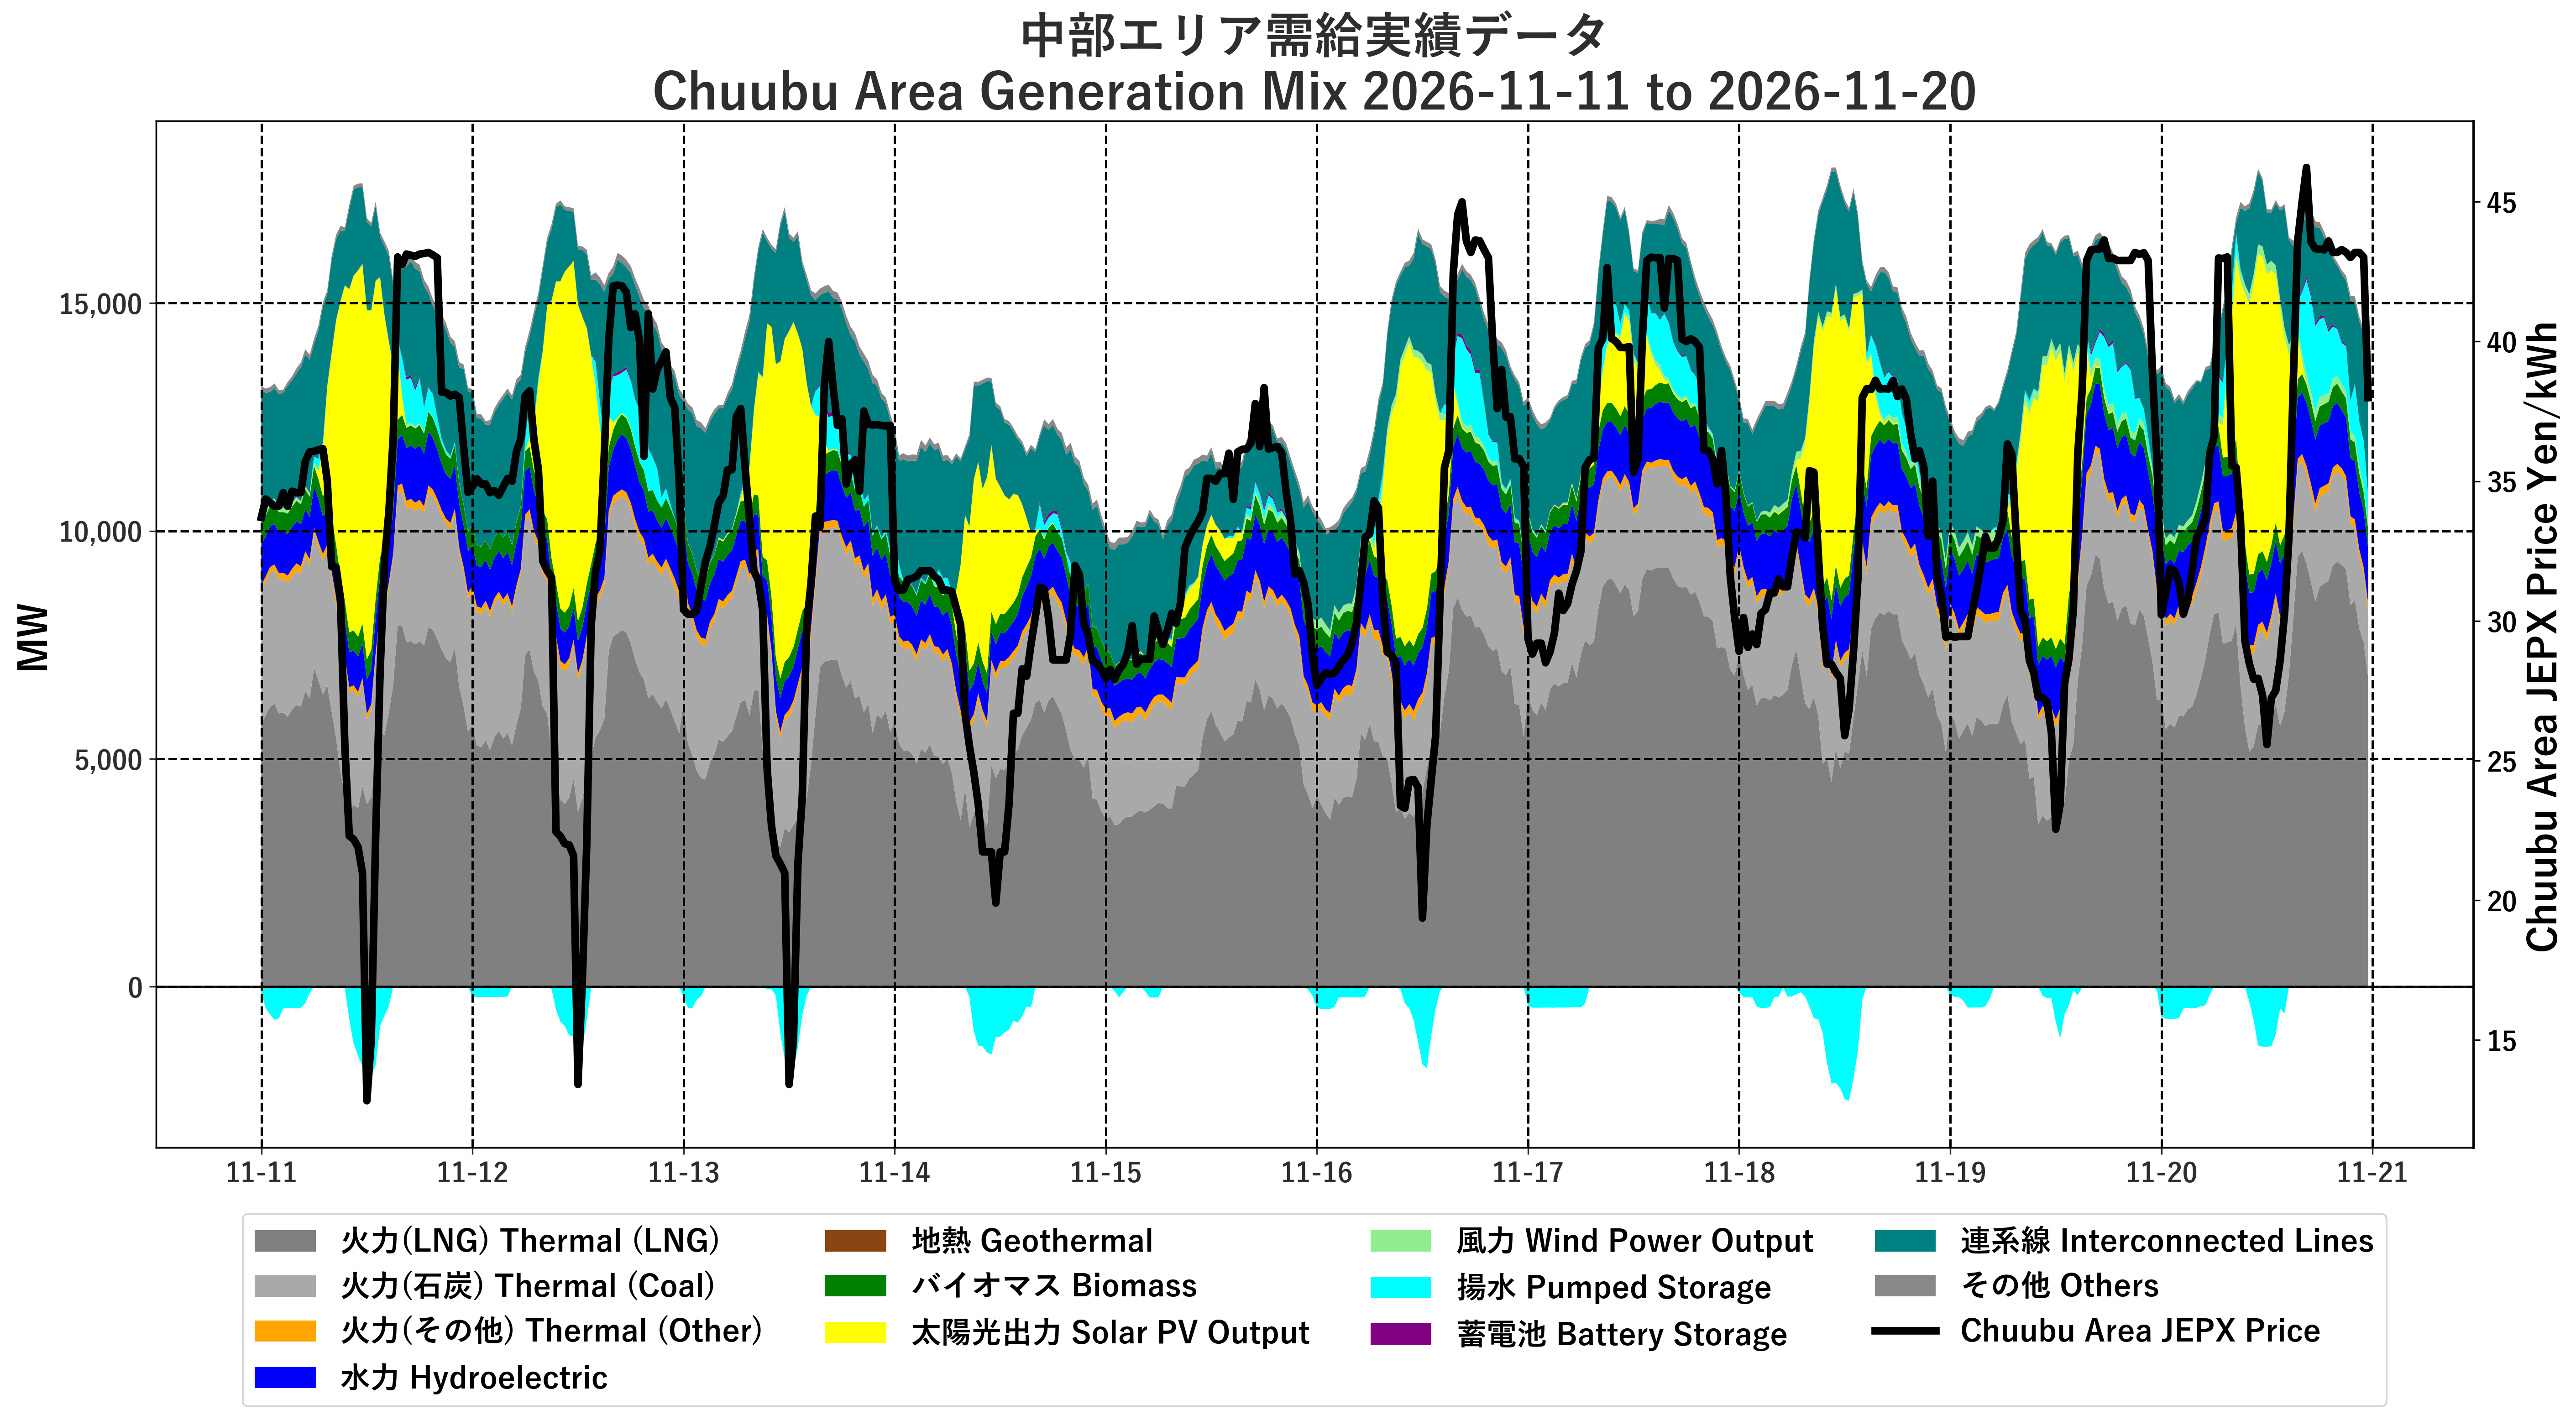 中部エリア需給実績データ
Chuubu Area Generation Mix 2026-11-11 to 2026-11-20
MW
15,000
10,000
5,000
0
45
40
35
30
25
20
15
Chuubu Area JEPX Price Yen/kWh
11-11
11-12
11-13
11-14
11-15
11-16
11-17
11-18
11-19
11-20
11-21
火力(LNG) Thermal (LNG)
火力(石炭) Thermal (Coal)
火力(その他) Thermal (Other)
水力 Hydroelectric
地熱 Geothermal
バイオマス Biomass
太陽光出力 Solar PV Output
風力 Wind Power Output
揚水 Pumped Storage
蓄電池 Battery Storage
連系線 Interconnected Lines
その他 Others
Chuubu Area JEPX Price